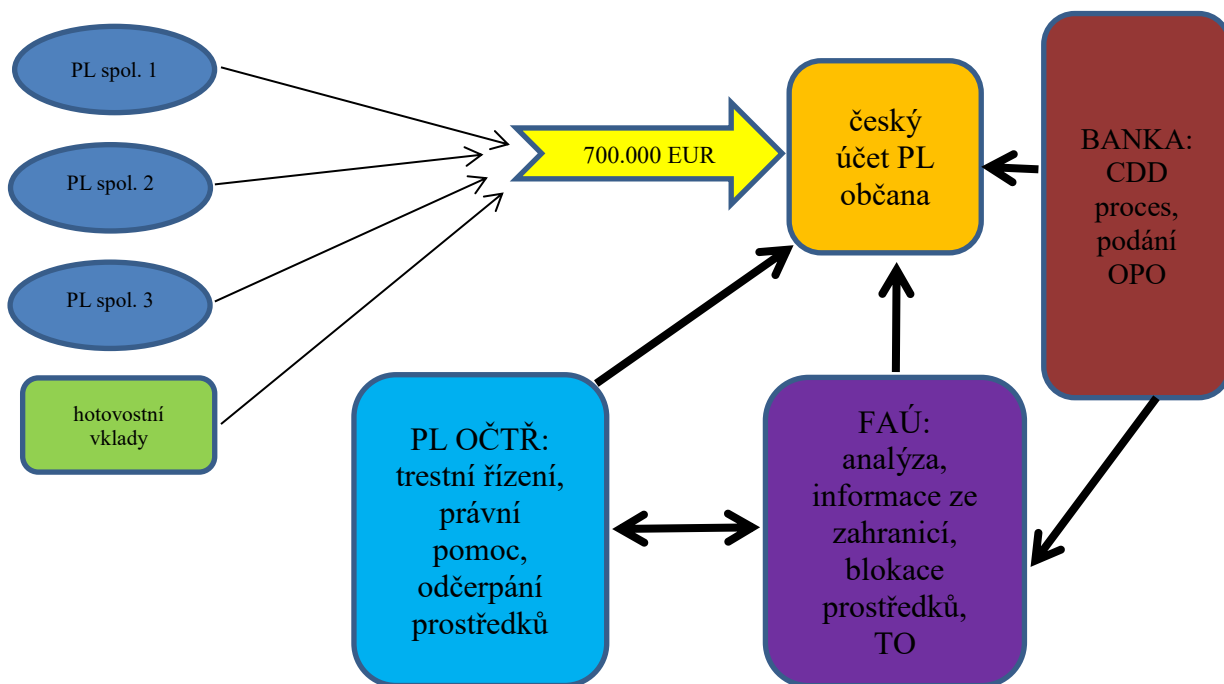 PL spol. 1
PL spol. 2
PL spol. 3
hotovostní
vklady
700.000 EUR
český
účet PL
občana
BANKA:
CDD
proces,
podání
OPO
PL OČTŘ:
trestní řízení,
právní
pomoc,
odčerpání
prostředků
FAÚ:
analýza,
informace ze
zahranicí,
blokace
prostředků,
TO